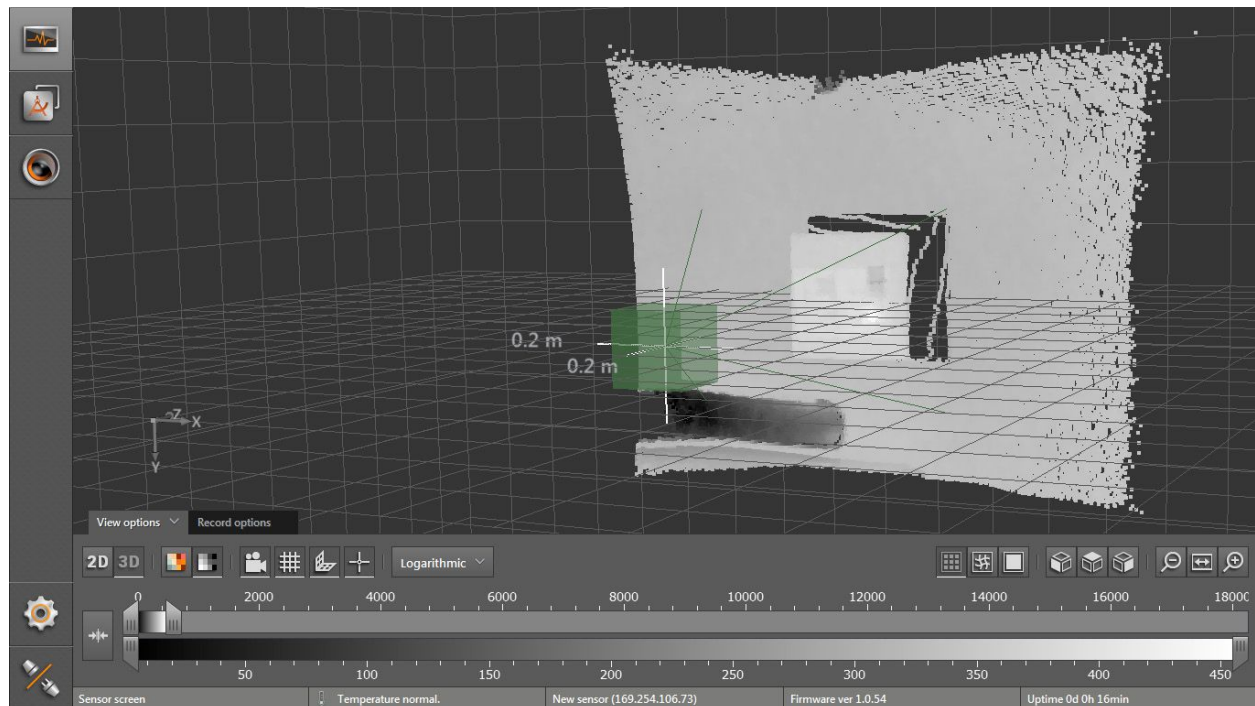 0.2 m
0.2 m
Z
X
Y
View options
Record options
2D 3D
Logarithmic
0 2000 4000 6000 8000 10000 12000 14000 16000 1800
50 100 150 200 250 300 350 400 450
Sensor screen
Temperature normal.
New sensor (169.254.106.73)
Firmware ver 1.0.54
Uptime 0d 0h 16min